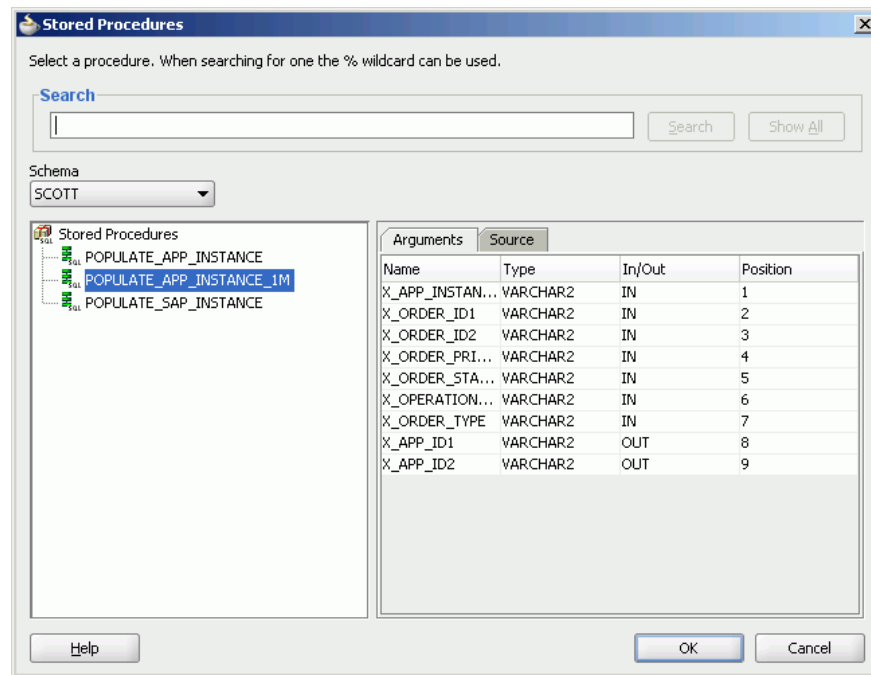 Stored Procedures
Select a procedure. When searching for one the % wildcard can be used.
Search
Search Show All
Schema
SCOTT
Stored Procedures
POPULATE_APP_INSTANCE
POPULATE_APP_INSTANCE_1M
POPULATE_SAP_INSTANCE
Arguments Source
Name Type In/Out Position
X_APP_INSTAN... VARCHAR2 IN 1
X_ORDER_ID1 VARCHAR2 IN 2
X_ORDER_ID2 VARCHAR2 IN 3
X_ORDER_PRI... VARCHAR2 IN 4
X_ORDER_STA... VARCHAR2 IN 5
X_OPERATION... VARCHAR2 IN 6
X_ORDER_TYPE VARCHAR2 IN 7
X_APP_ID1 VARCHAR2 OUT 8
X_APP_ID2 VARCHAR2 OUT 9
Help OK Cancel